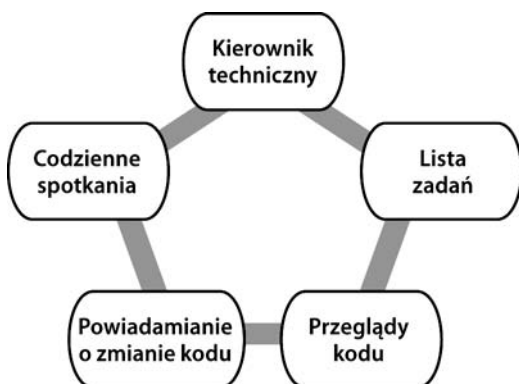 Kierownik
techniczny
Codzienne
spotkania
Lista
zadań
Powiadamianie
o zmianie kodu
Przeglądy
kodu